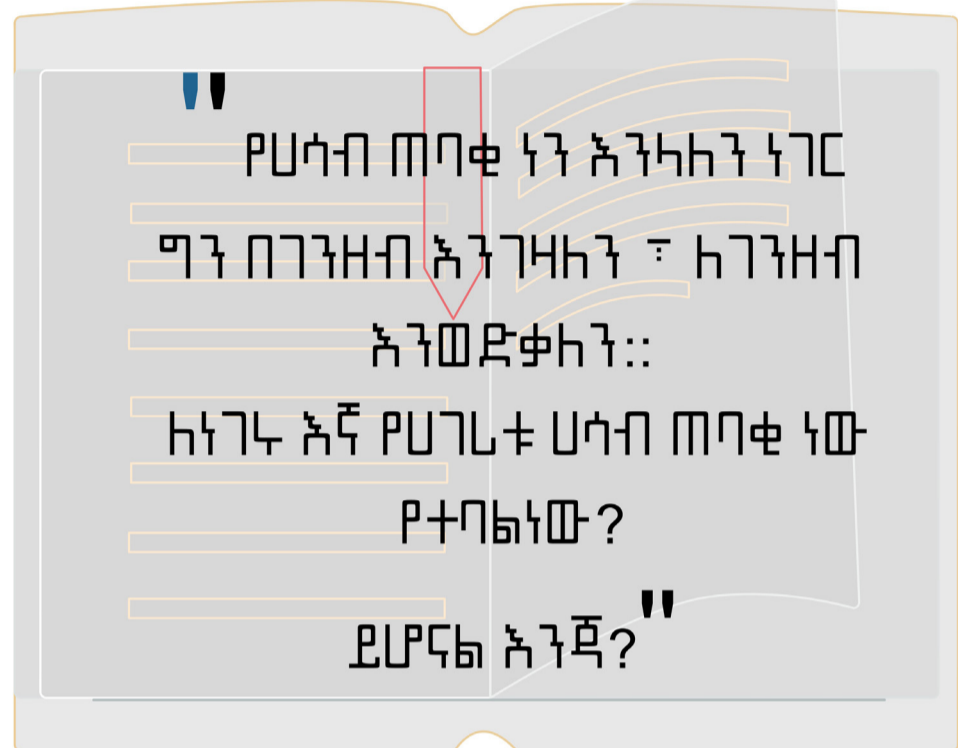 "የሀሳብ ጠባቂ ነን እንላለን ነገር
ግን በገንዘብ እንገዛለን ፣ ለገንዘብ
እንወድቃለን::
ለነገሩ እኛ የሀገሪቱ ሀሳብ ጠባቂ ነው
የተባልነው?
ይሆናል እንጃ?"